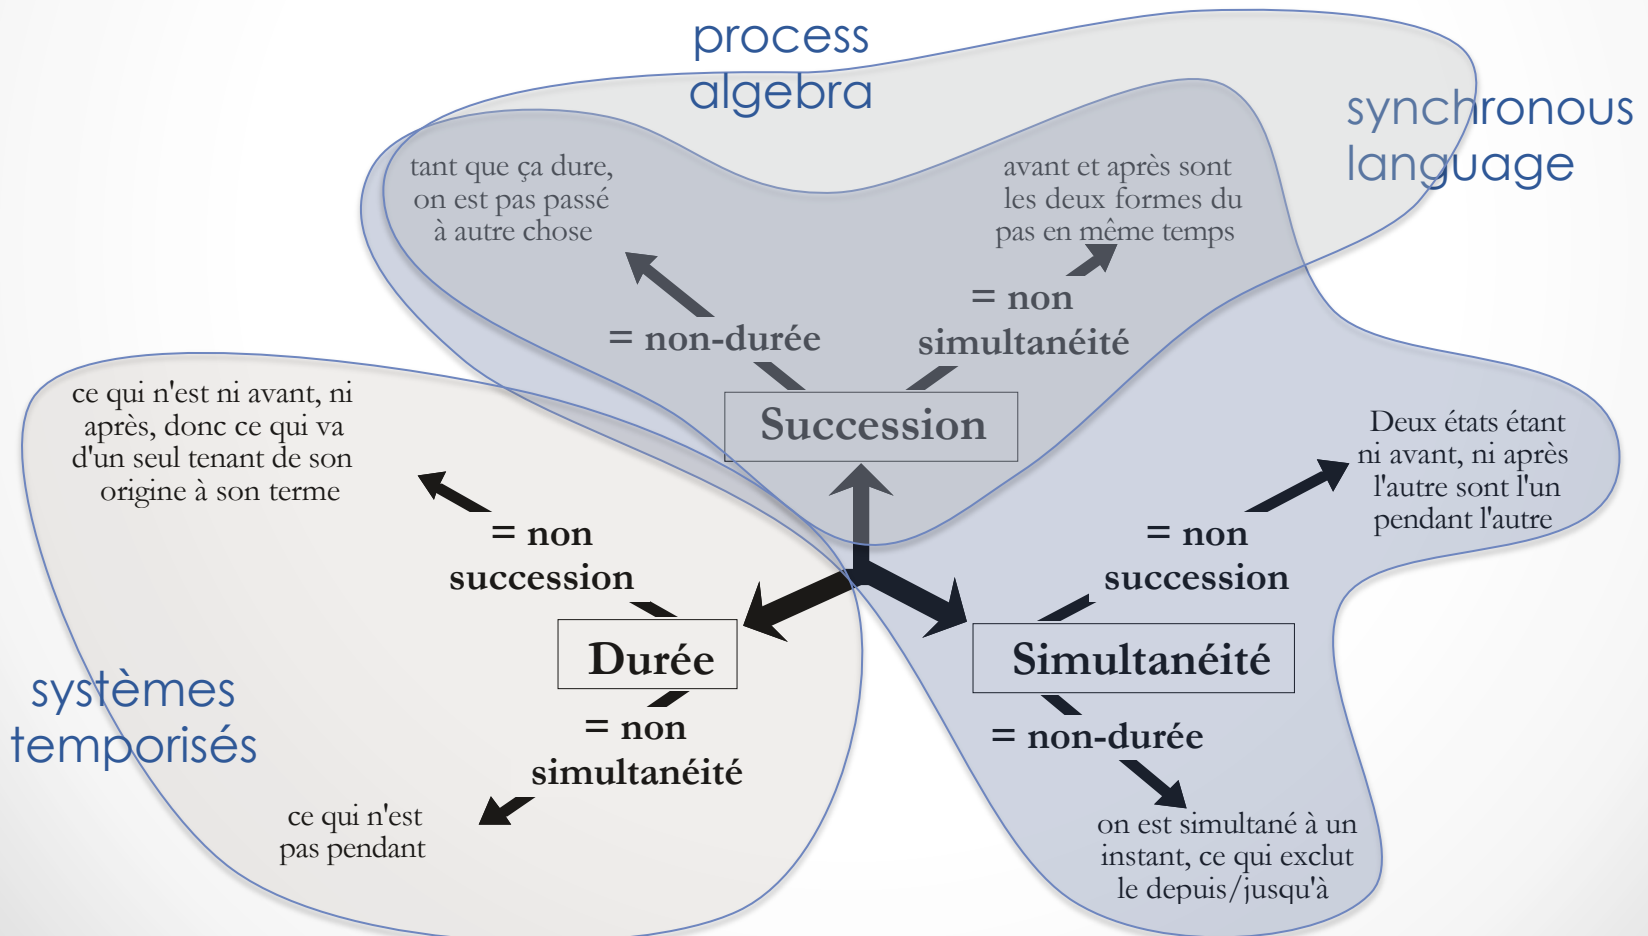 process
algebra
synchronous
language
tant que ça dure,
on est pas passé
à autre chose
avant et après sont
les deux formes du
pas en même temps
= non-durée
= non
simultanéité
Succession
ce qui n'est ni avant, ni
après, donc ce qui va
d'un seul tenant de son
origine à son terme
= non
succession
Durée
= non
simultanéité
ce qui n'est
pas pendant
systèmes
temporisés
Deux états étant
ni avant, ni après
l'autre sont l'un
pendant l'autre
= non
succession
Simultanéité
= non-durée
on est simultané à un
instant, ce qui exclut
le depuis/jusqu'à